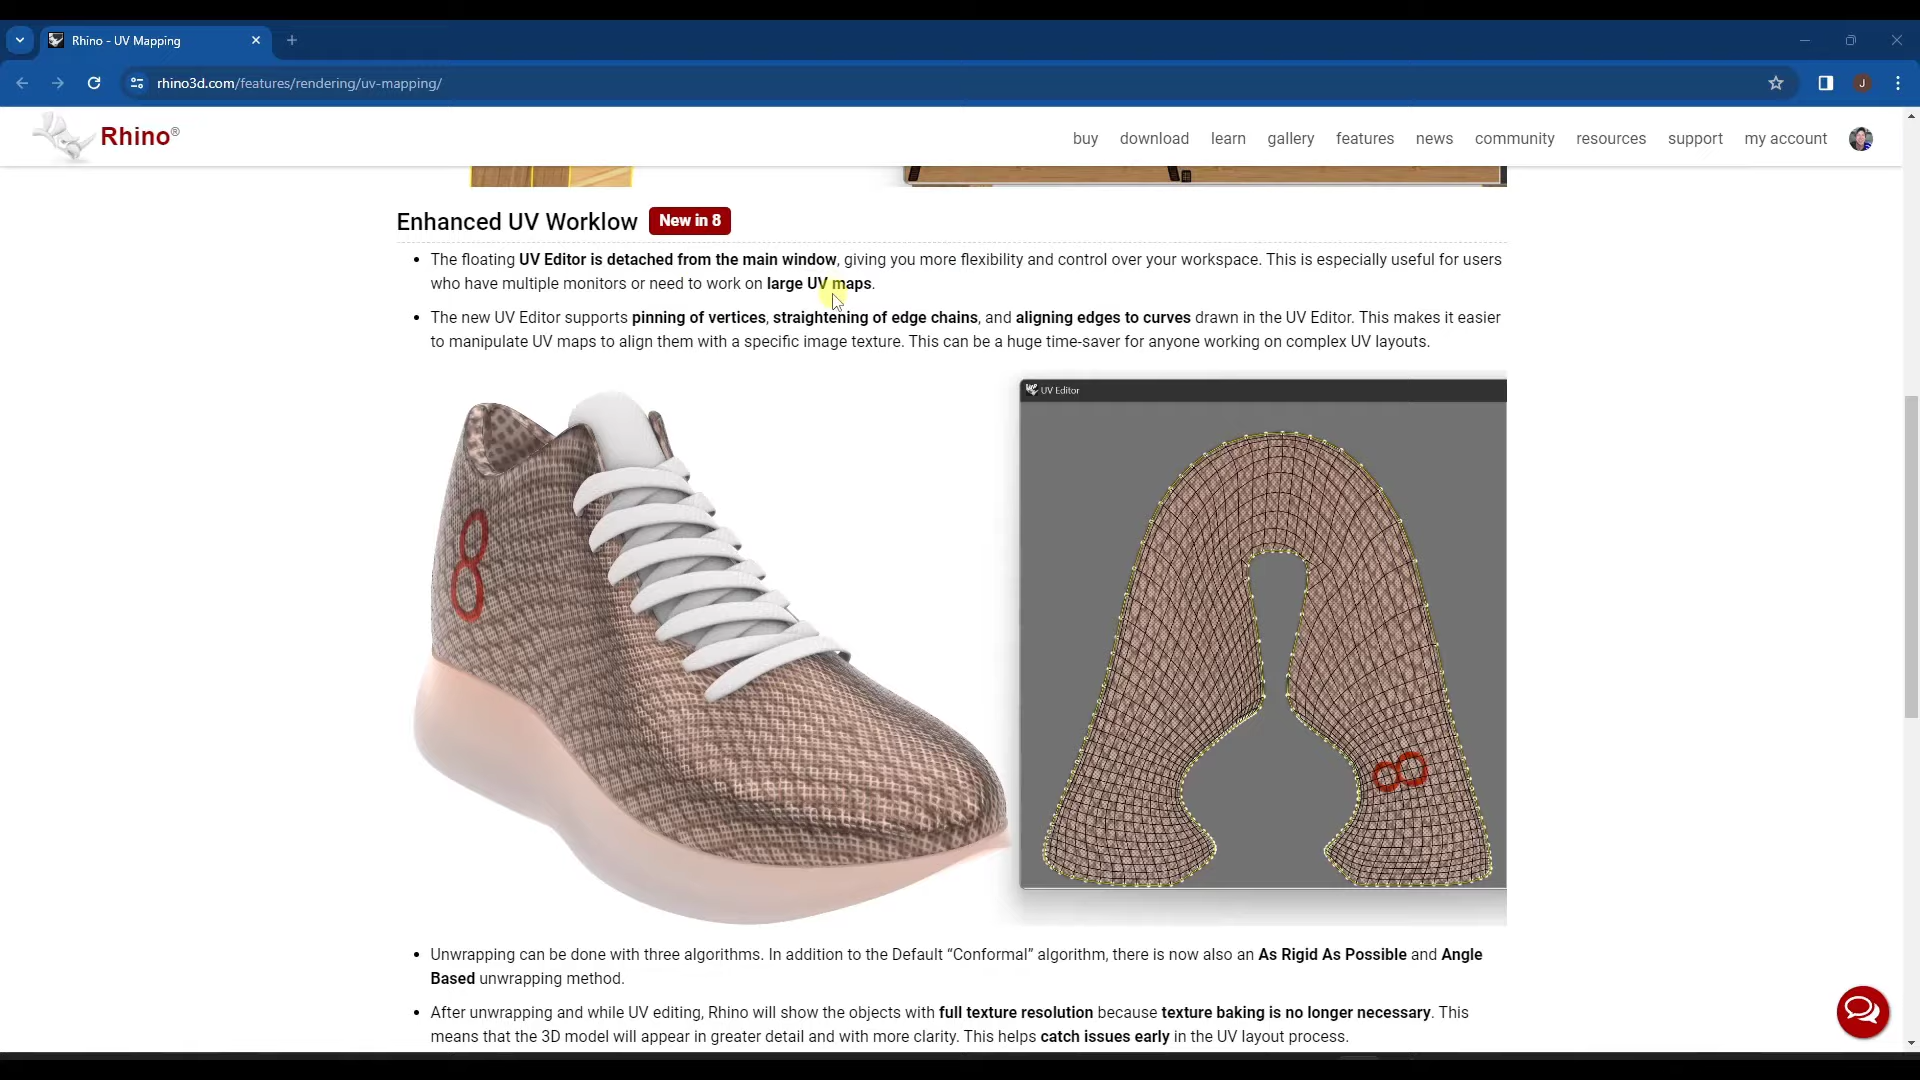 Rhino - UV Mapping
rhino3d.com/features/rendering/uv-mapping/
J
Rhino®
buy download learn gallery features news community resources support my account
Enhanced UV Worklow New in 8
• The floating UV Editor is detached from the main window, giving you more flexibility and control over your workspace. This is especially useful for users
who have multiple monitors or need to work on large UV maps.
• The new UV Editor supports pinning of vertices, straightening of edge chains, and aligning edges to curves drawn in the UV Editor. This makes it easier
to manipulate UV maps to align them with a specific image texture. This can be a huge time-saver for anyone working on complex UV layouts.
UV Editor
8
8
• Unwrapping can be done with three algorithms. In addition to the Default “Conformal” algorithm, there is now also an As Rigid As Possible and Angle
Based unwrapping method.
• After unwrapping and while UV editing, Rhino will show the objects with full texture resolution because texture baking is no longer necessary. This
means that the 3D model will appear in greater detail and with more clarity. This helps catch issues early in the UV layout process.